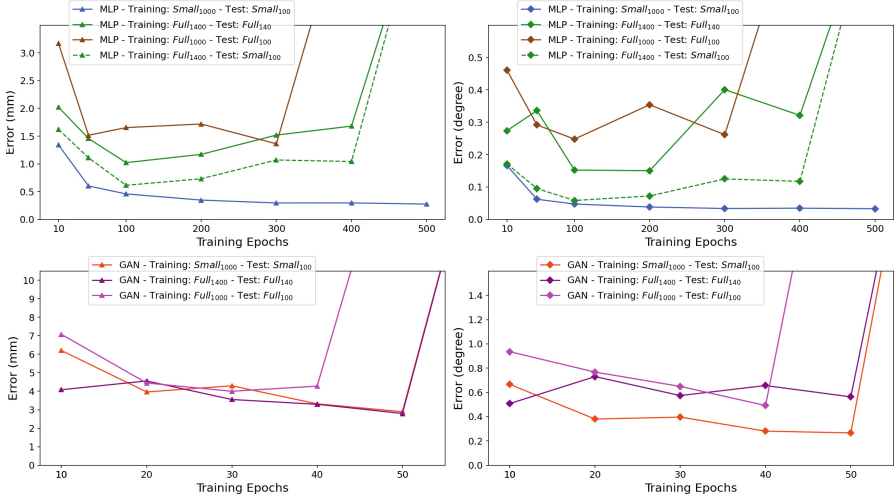 MLP - Training: Small1000 - Test: Small100
MLP - Training: Full1400 - Test: Full140
MLP - Training: Full1000 - Test: Full100
MLP - Training: Full1400 - Test: Small100
Error (mm)
3.0
2.5
2.0
1.5
1.0
0.5
0.0
10
100
200
300
400
500
Training Epochs
MLP - Training: Small1000 - Test: Small100
MLP - Training: Full1400 - Test: Full140
MLP - Training: Full1000 - Test: Full100
MLP - Training: Full1400 - Test: Small100
Error (degree)
0.5
0.4
0.3
0.2
0.1
0.0
10
100
200
300
400
500
Training Epochs
GAN - Training: Small1000 - Test: Small100
GAN - Training: Full1400 - Test: Full140
GAN - Training: Full1000 - Test: Full100
Error (mm)
10
9
8
7
6
5
4
3
2
1
0
10
20
30
40
50
Training Epochs
GAN - Training: Small1000 - Test: Small100
GAN - Training: Full1400 - Test: Full140
GAN - Training: Full1000 - Test: Full100
Error (degree)
1.4
1.2
1.0
0.8
0.6
0.4
0.2
0.0
10
20
30
40
50
Training Epochs